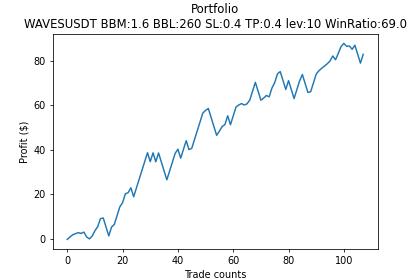 Portfolio
WAVESUSDT BBM:1.6 BBL:260 SL:0.4 TP:0.4 lev:10 WinRatio:69.0
80
60
40
20
0
Profit ($)
0 20 40 60 80 100
Trade counts